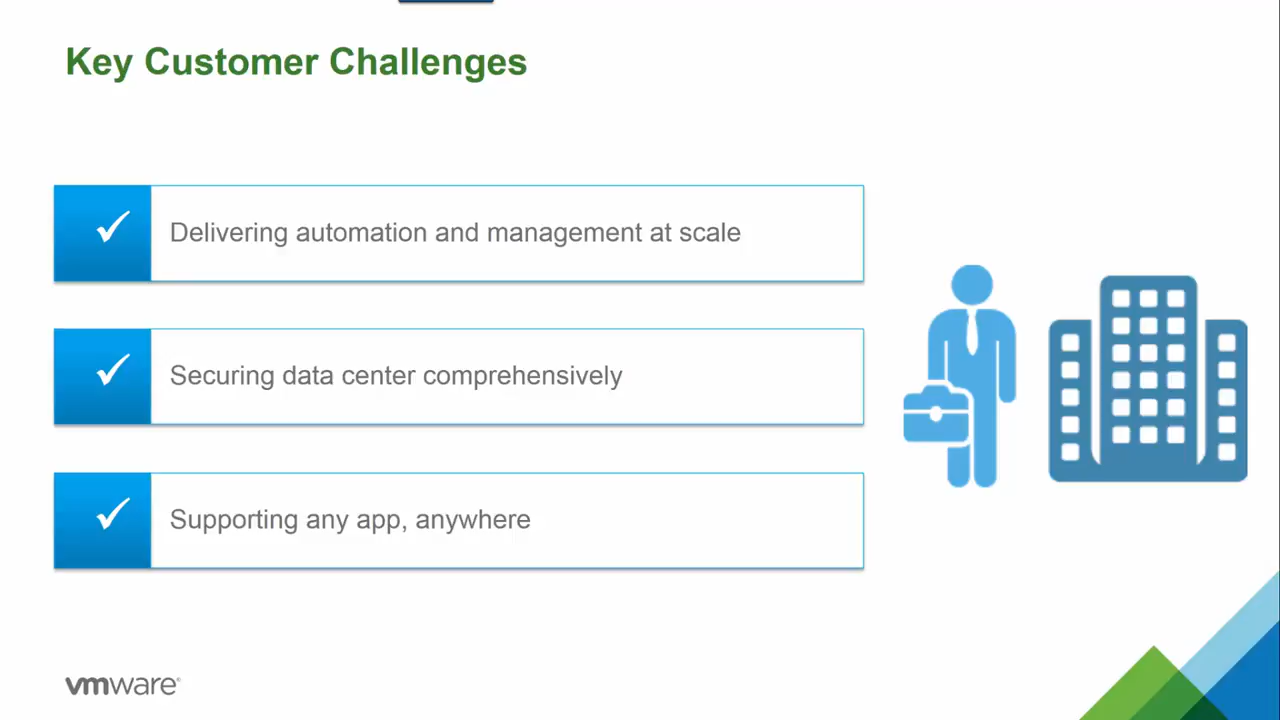 Key Customer Challenges
Delivering automation and management at scale
Securing data center comprehensively
Supporting any app, anywhere
vmware®